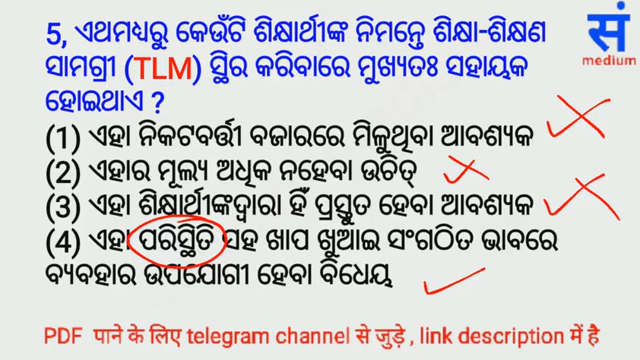 5, ଏଥମଧ୍ୟରୁ କେଉଁଟି ଶିକ୍ଷାର୍ଥୀଙ୍କ ନିମନ୍ତେ ଶିକ୍ଷା-ଶିକ୍ଷଣ
ସାମଗ୍ରୀ (TLM) ସ୍ଥିର କରିବାରେ ମୁଖ୍ୟତଃ ସହାୟକ
ହୋଇଥାଏ ?
सं
medium
(1) ଏହା ନିକଟବର୍ତ୍ତୀ ବଜାରରେ ମିଳୁଥିବା ଆବଶ୍ୟକ
(2) ଏହାର ମୂଲ୍ୟ ଅଧିକ ନହେବା ଉଚିତ୍
(3) ଏହା ଶିକ୍ଷାର୍ଥୀଙ୍କଦ୍ୱାରା ହିଁ ପ୍ରସ୍ତୁତ ହେବା ଆବଶ୍ୟକ
(4) ଏହା ପରିସ୍ଥିତି ସହ ଖାପ ଖୁଆଇ ସଂଗଠିତ ଭାବରେ
ବ୍ୟବହାର ଉପଯୋଗୀ ହେବା ବିଧେୟ
PDF पाने के लिए telegram channel से जुड़े , link description में है